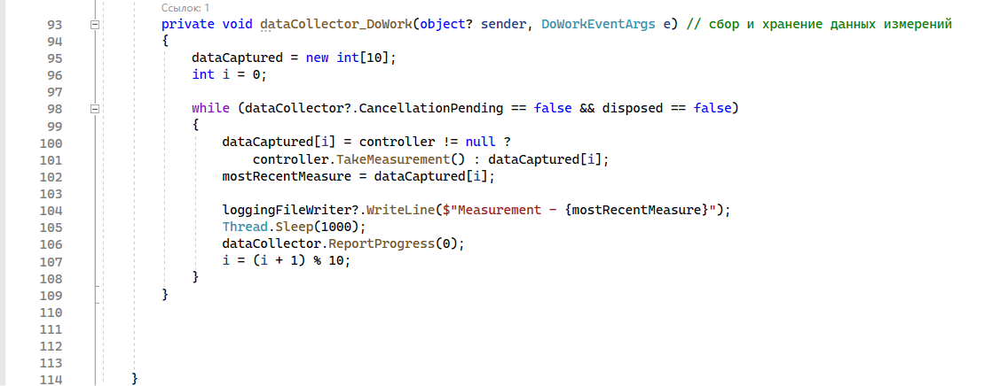 Ссылок: 1
93 private void dataCollector_DoWork(object? sender, DoWorkEventArgs e) // сбор и хранение данных измерений
94 {
95 dataCaptured = new int[10];
96 int i = 0;
97
98 while (dataCollector?.CancellationPending == false && disposed == false)
99 {
100 dataCaptured[i] = controller != null ?
101 controller.TakeMeasurement() : dataCaptured[i];
102 mostRecentMeasure = dataCaptured[i];
103
104 loggingFileWriter?.WriteLine($"Measurement - {mostRecentMeasure}");
105 Thread.Sleep(1000);
106 dataCollector.ReportProgress(0);
107 i = (i + 1) % 10;
108 }
109 }
110
111
112
113
114 }